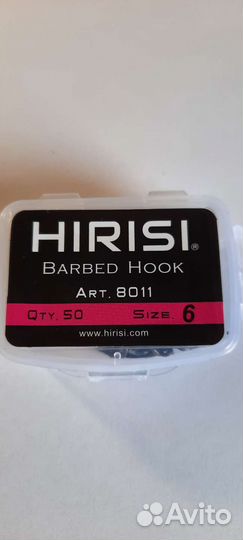 HIRISI®
BARBED HOOK
ART. 8011
QTY. 50 SIZE. 6
www.hirisi.com
Avito